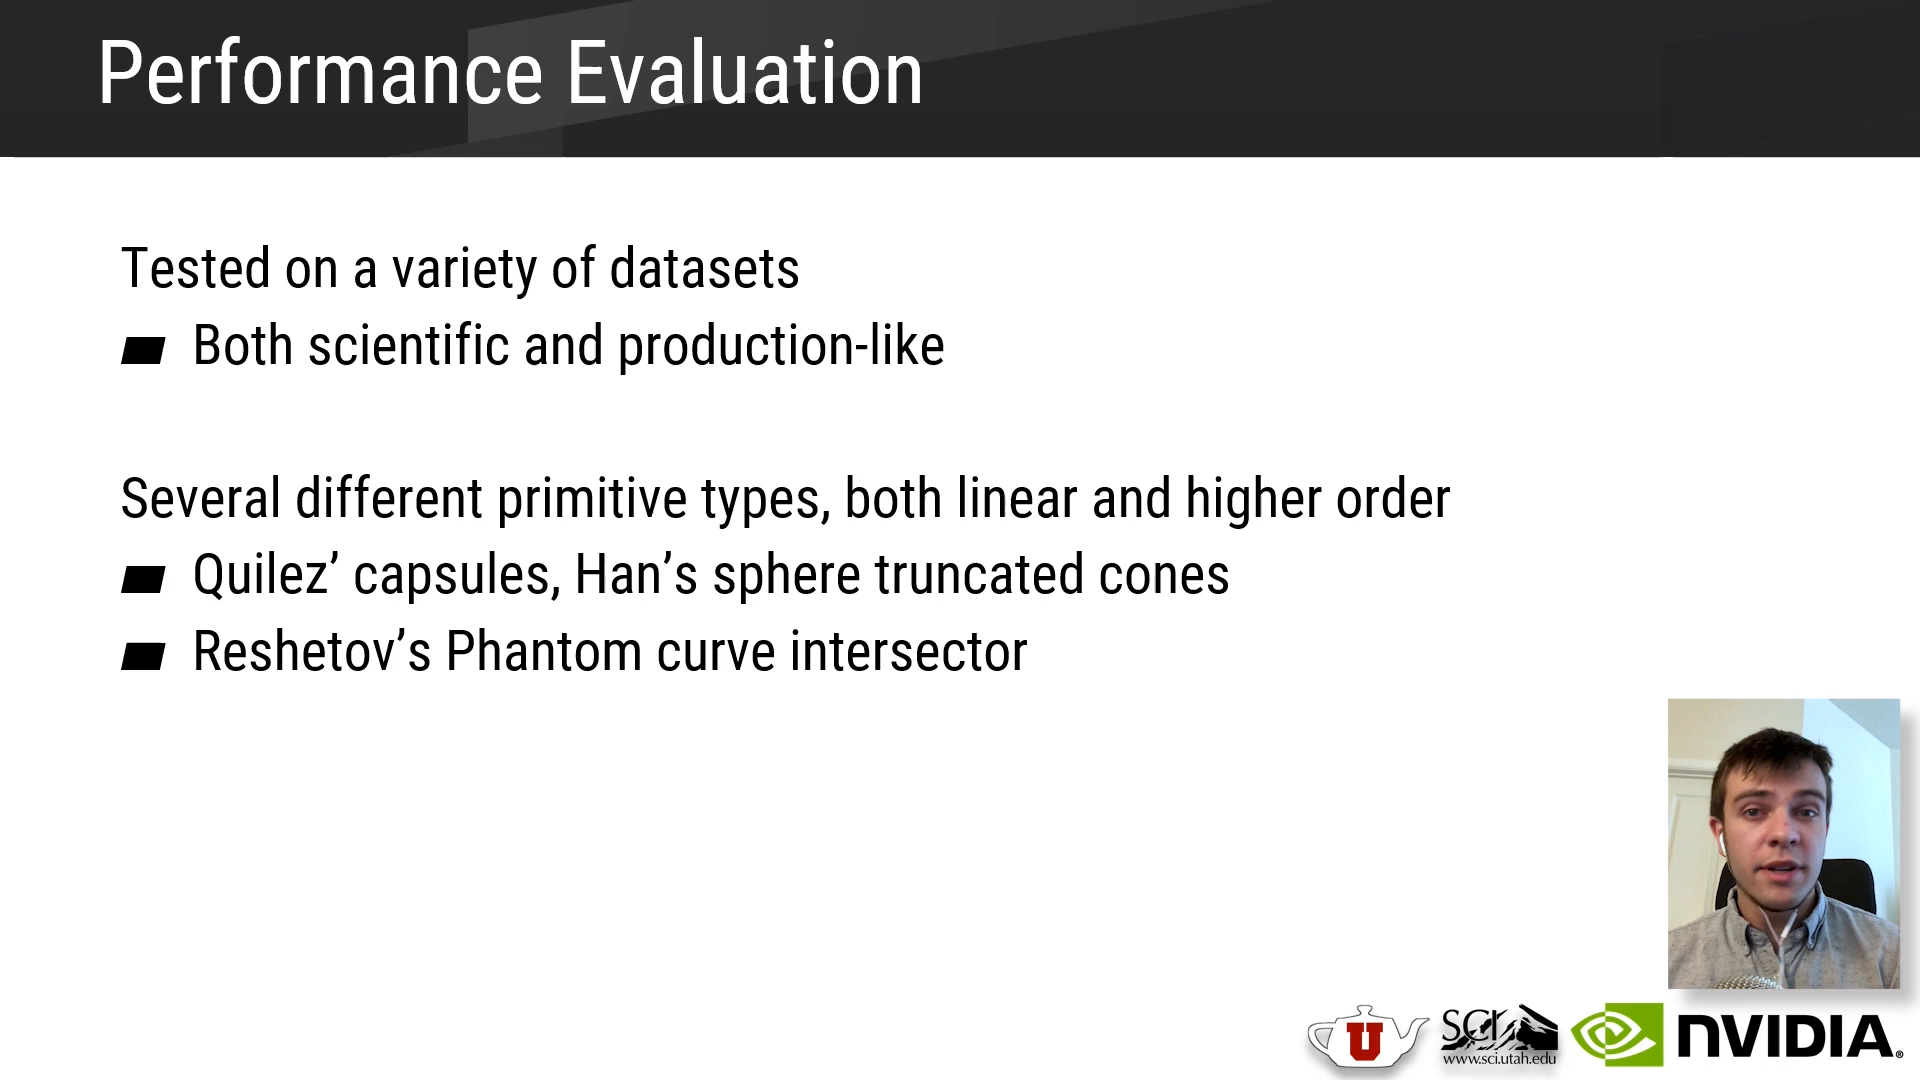 Performance Evaluation
Tested on a variety of datasets
Both scientific and production-like
Several different primitive types, both linear and higher order
Quilez’ capsules, Han’s sphere truncated cones
Reshetov’s Phantom curve intersector
U
SCI
www.sci.utah.edu
NVIDIA®